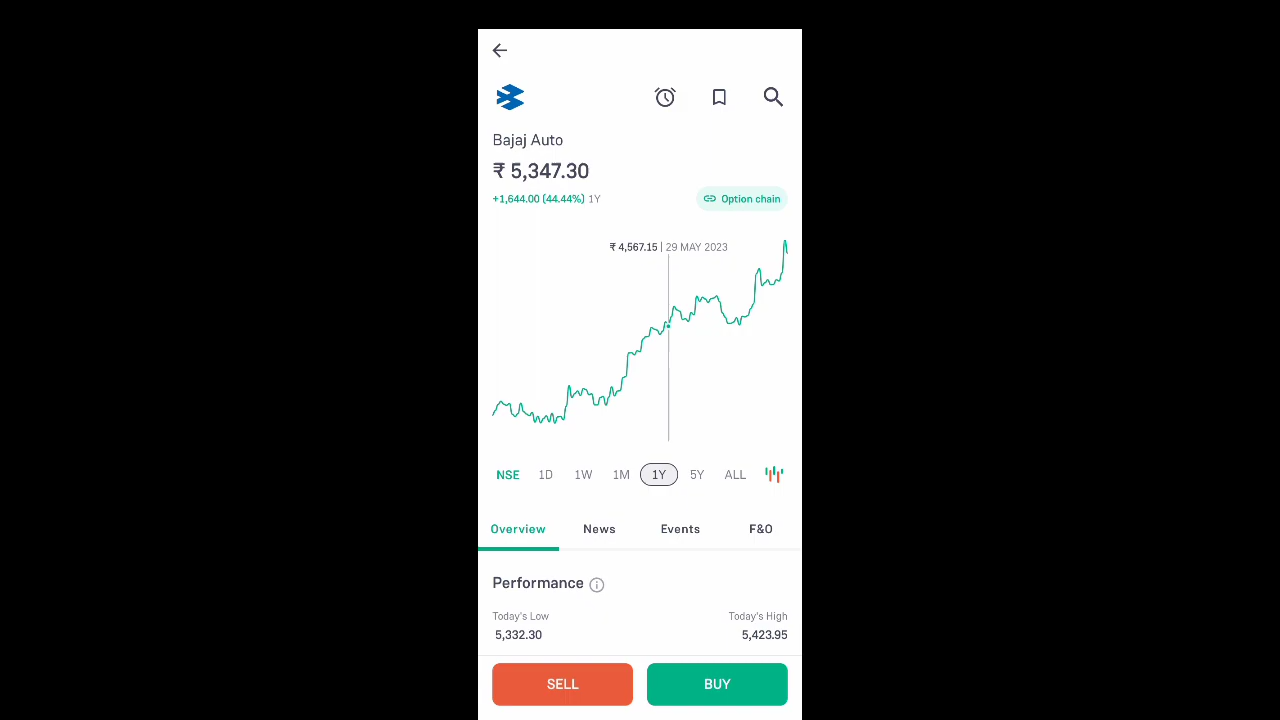 Bajaj Auto
₹ 5,347.30
+1,644.00 (44.44%) 1Y
Option chain
₹ 4,567.15 | 29 MAY 2023
NSE 1D 1W 1M 1Y 5Y ALL
Overview News Events F&O
Performance
Today's Low Today's High
5,332.30 5,423.95
SELL BUY